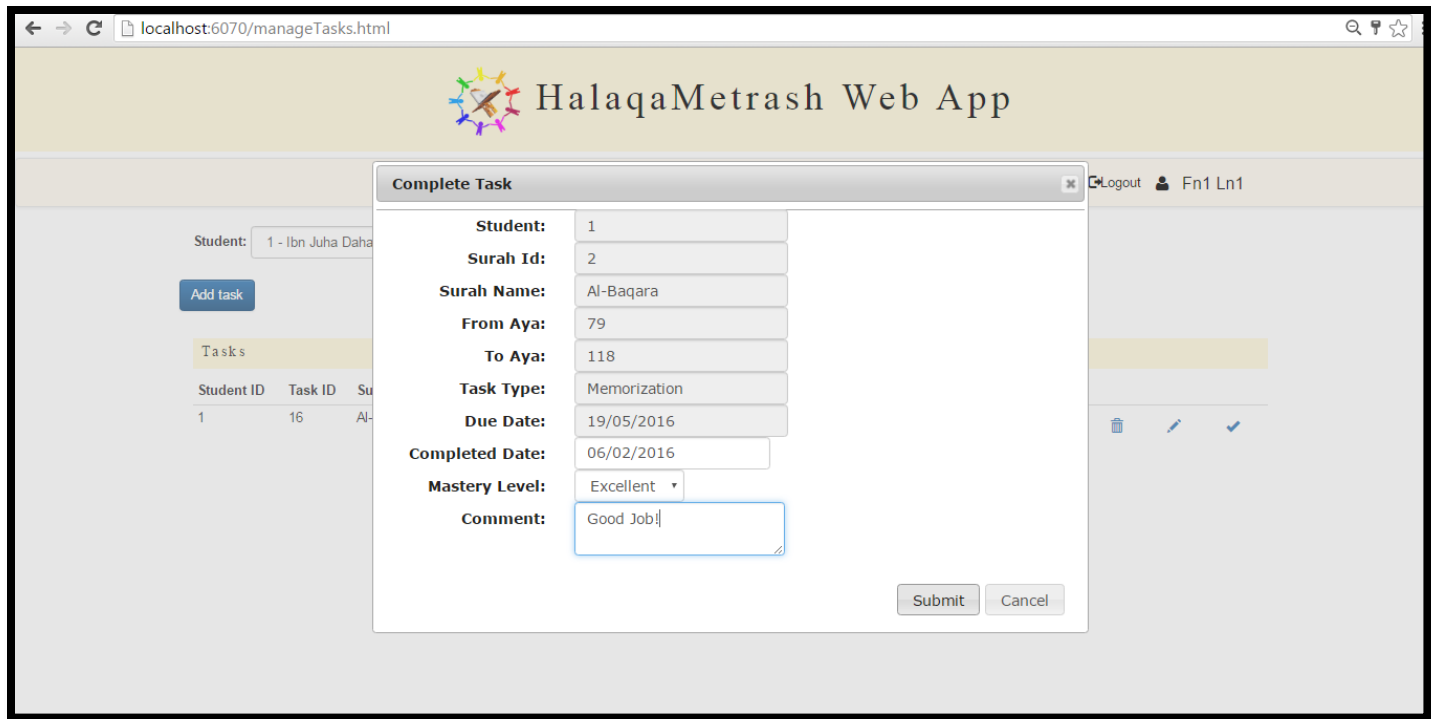 localhost:6070/manageTasks.html
HalaqaMetrash Web App
Logout Fn1 Ln1
Complete Task
Student: 1 - Ibn Juha Daha
Add task
Tasks
Student ID Task ID Su
1 16 Al-
Student: 1
Surah Id: 2
Surah Name: Al-Baqara
From Aya: 79
To Aya: 118
Task Type: Memorization
Due Date: 19/05/2016
Completed Date: 06/02/2016
Mastery Level: Excellent
Comment: Good Job!
Submit Cancel